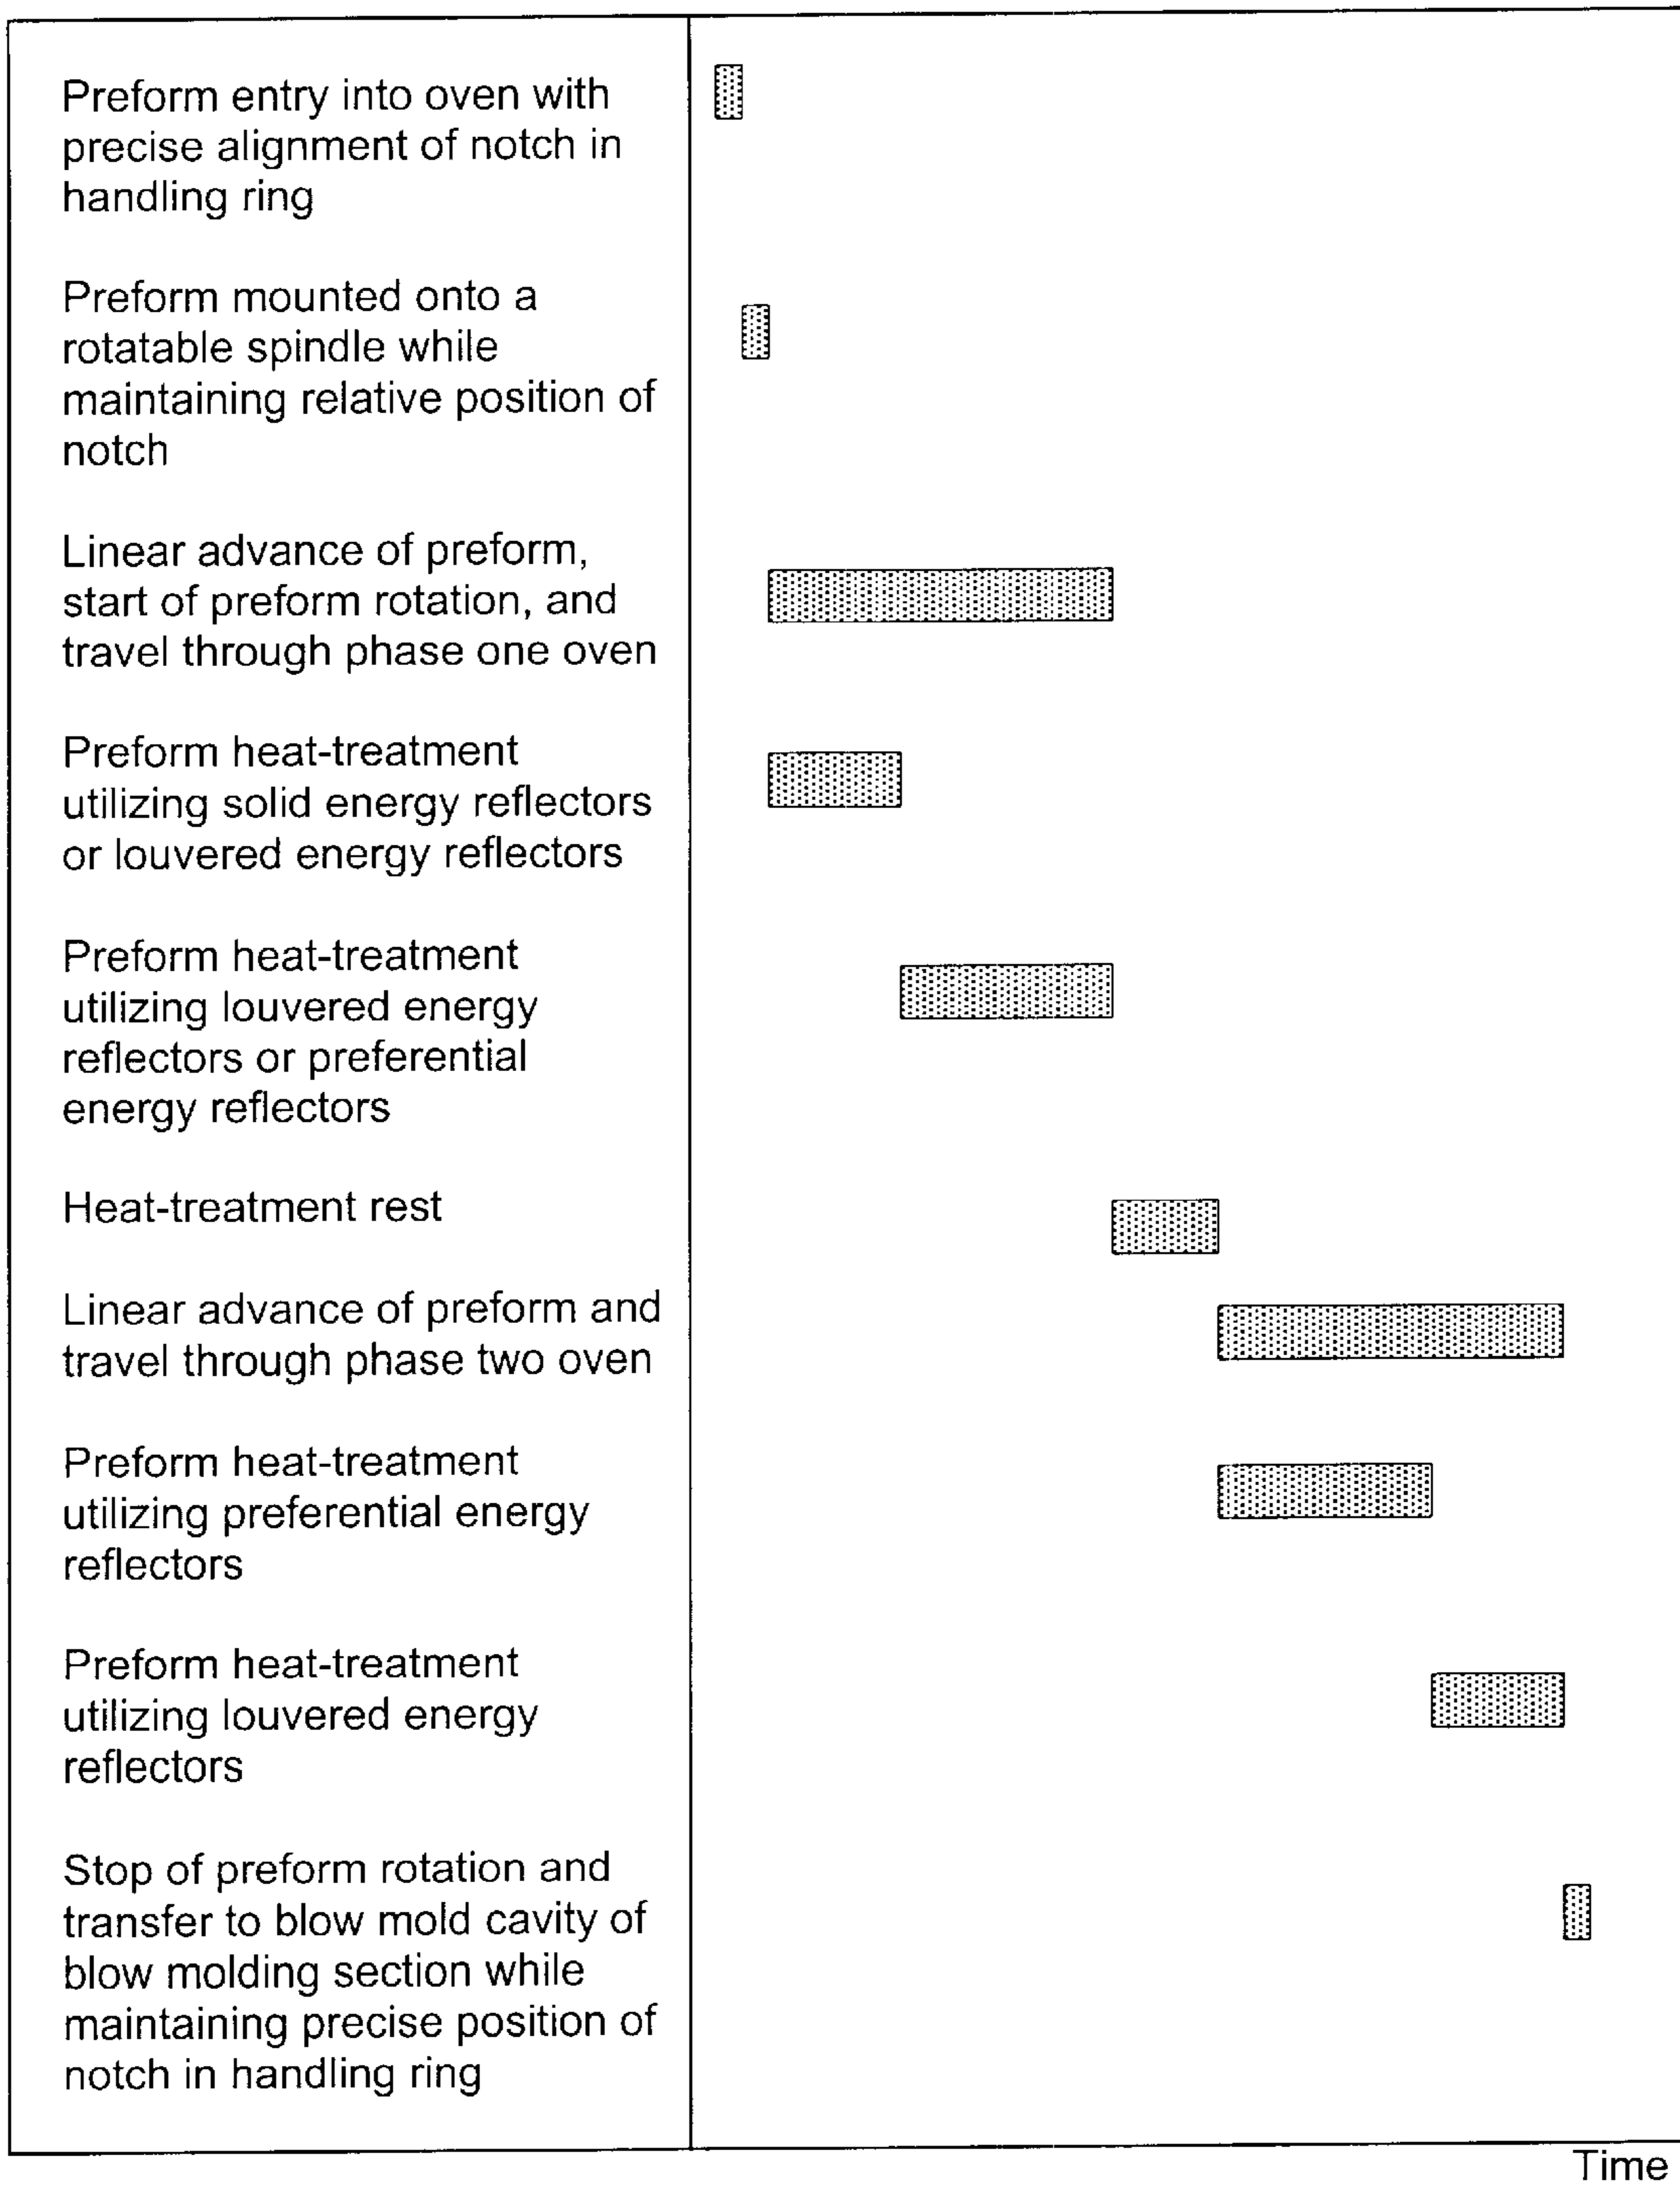 Preform entry into oven with
precise alignment of notch in
handling ring
Preform mounted onto a
rotatable spindle while
maintaining relative position of
notch
Linear advance of preform,
start of preform rotation, and
travel through phase one oven
Preform heat-treatment
utilizing solid energy reflectors
or louvered energy reflectors
Preform heat-treatment
utilizing louvered energy
reflectors or preferential
energy reflectors
Heat-treatment rest
Linear advance of preform and
travel through phase two oven
Preform heat-treatment
utilizing preferential energy
reflectors
Preform heat-treatment
utilizing louvered energy
reflectors
Stop of preform rotation and
transfer to blow mold cavity of
blow molding section while
maintaining precise position of
notch in handling ring
Time